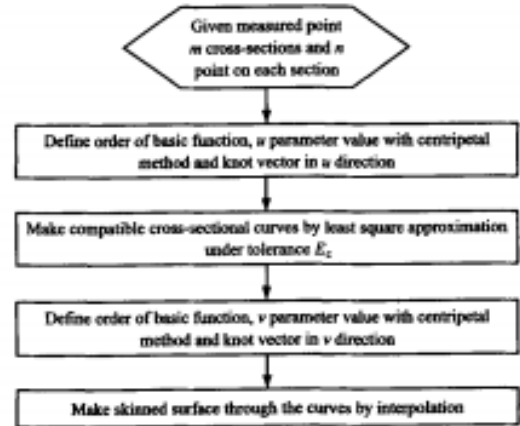 Given measured point
m cross-sections and n
point on each section
Define order of basic function, u parameter value with centripetal
method and knot vector in u direction
Make compatible cross-sectional curves by least square approximation
under tolerance E_c
Define order of basic function, v parameter value with centripetal
method and knot vector in v direction
Make skinned surface through the curves by interpolation